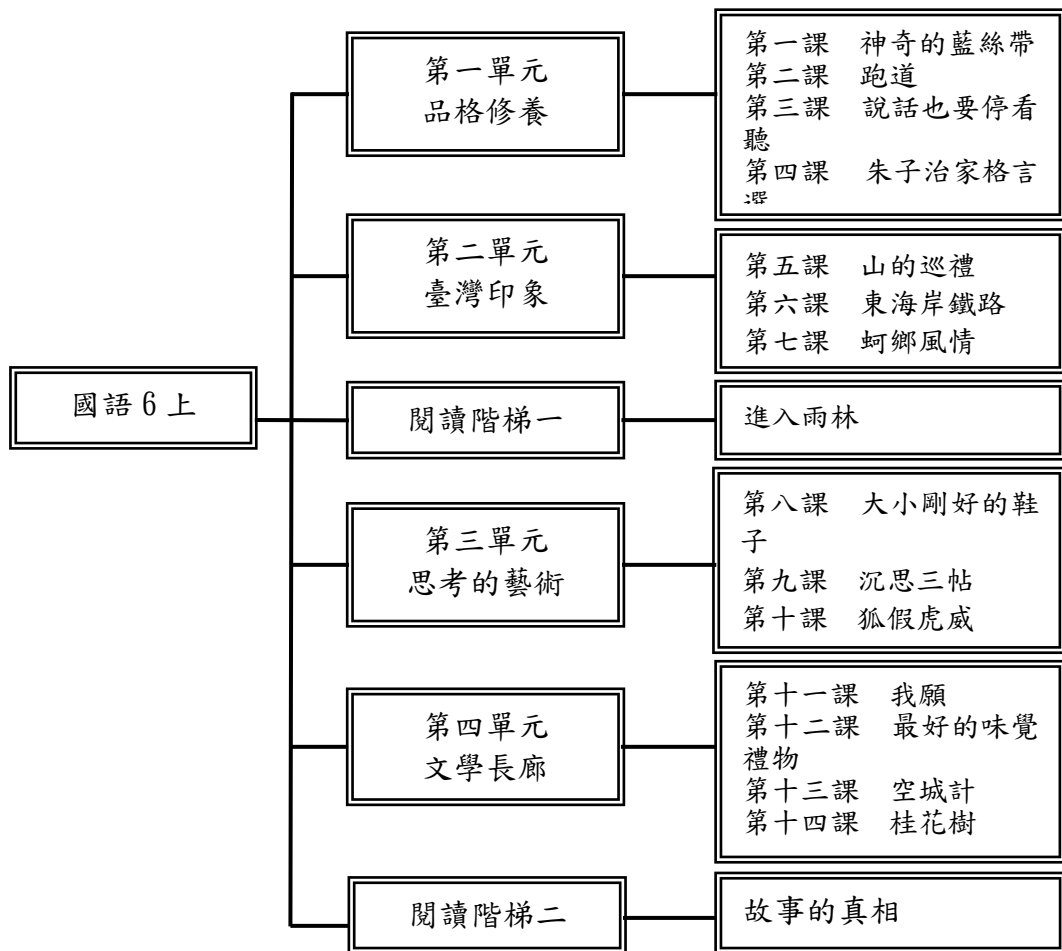 國語6上
第一單元
品格修養
第一課 神奇的藍絲帶
第二課 跑道
第三課 說話也要停看
聽
第四課 朱子治家格言
第二單元
臺灣印象
第五課 山的巡禮
第六課 東海岸鐵路
第七課 蚵鄉風情
閱讀階梯一
進入雨林
第三單元
思考的藝術
第八課 大小剛好的鞋
子
第九課 沉思三帖
第十課 狐假虎威
第四單元
文學長廊
第十一課 我願
第十二課 最好的味覺
禮物
第十三課 空城計
第十四課 桂花樹
閱讀階梯二
故事的真相